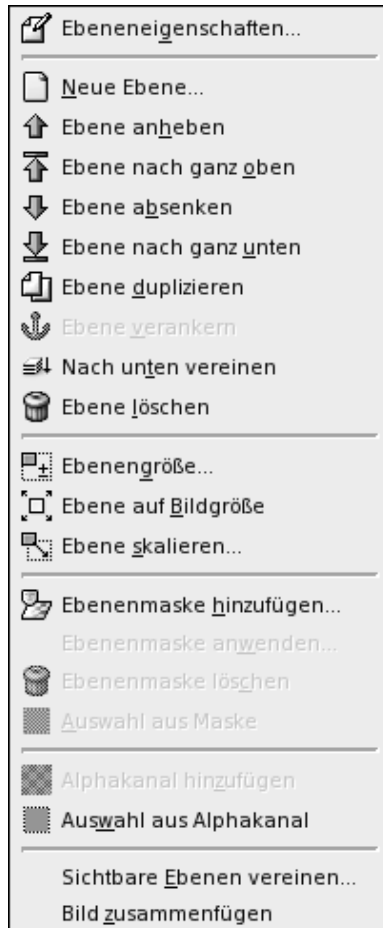 Ebeneneigenschaften...
Neue Ebene...
Ebene anheben
Ebene nach ganz oben
Ebene absenken
Ebene nach ganz unten
Ebene duplizieren
Ebene verankern
Nach unten vereinen
Ebene löschen
Ebenengröße...
Ebene auf Bildgröße
Ebene skalieren...
Ebenenmaske hinzufügen...
Ebenenmaske anwenden...
Ebenenmaske löschen
Auswahl aus Maske
Alphakanal hinzufügen
Auswahl aus Alphakanal
Sichtbare Ebenen vereinen...
Bild zusammenfügen